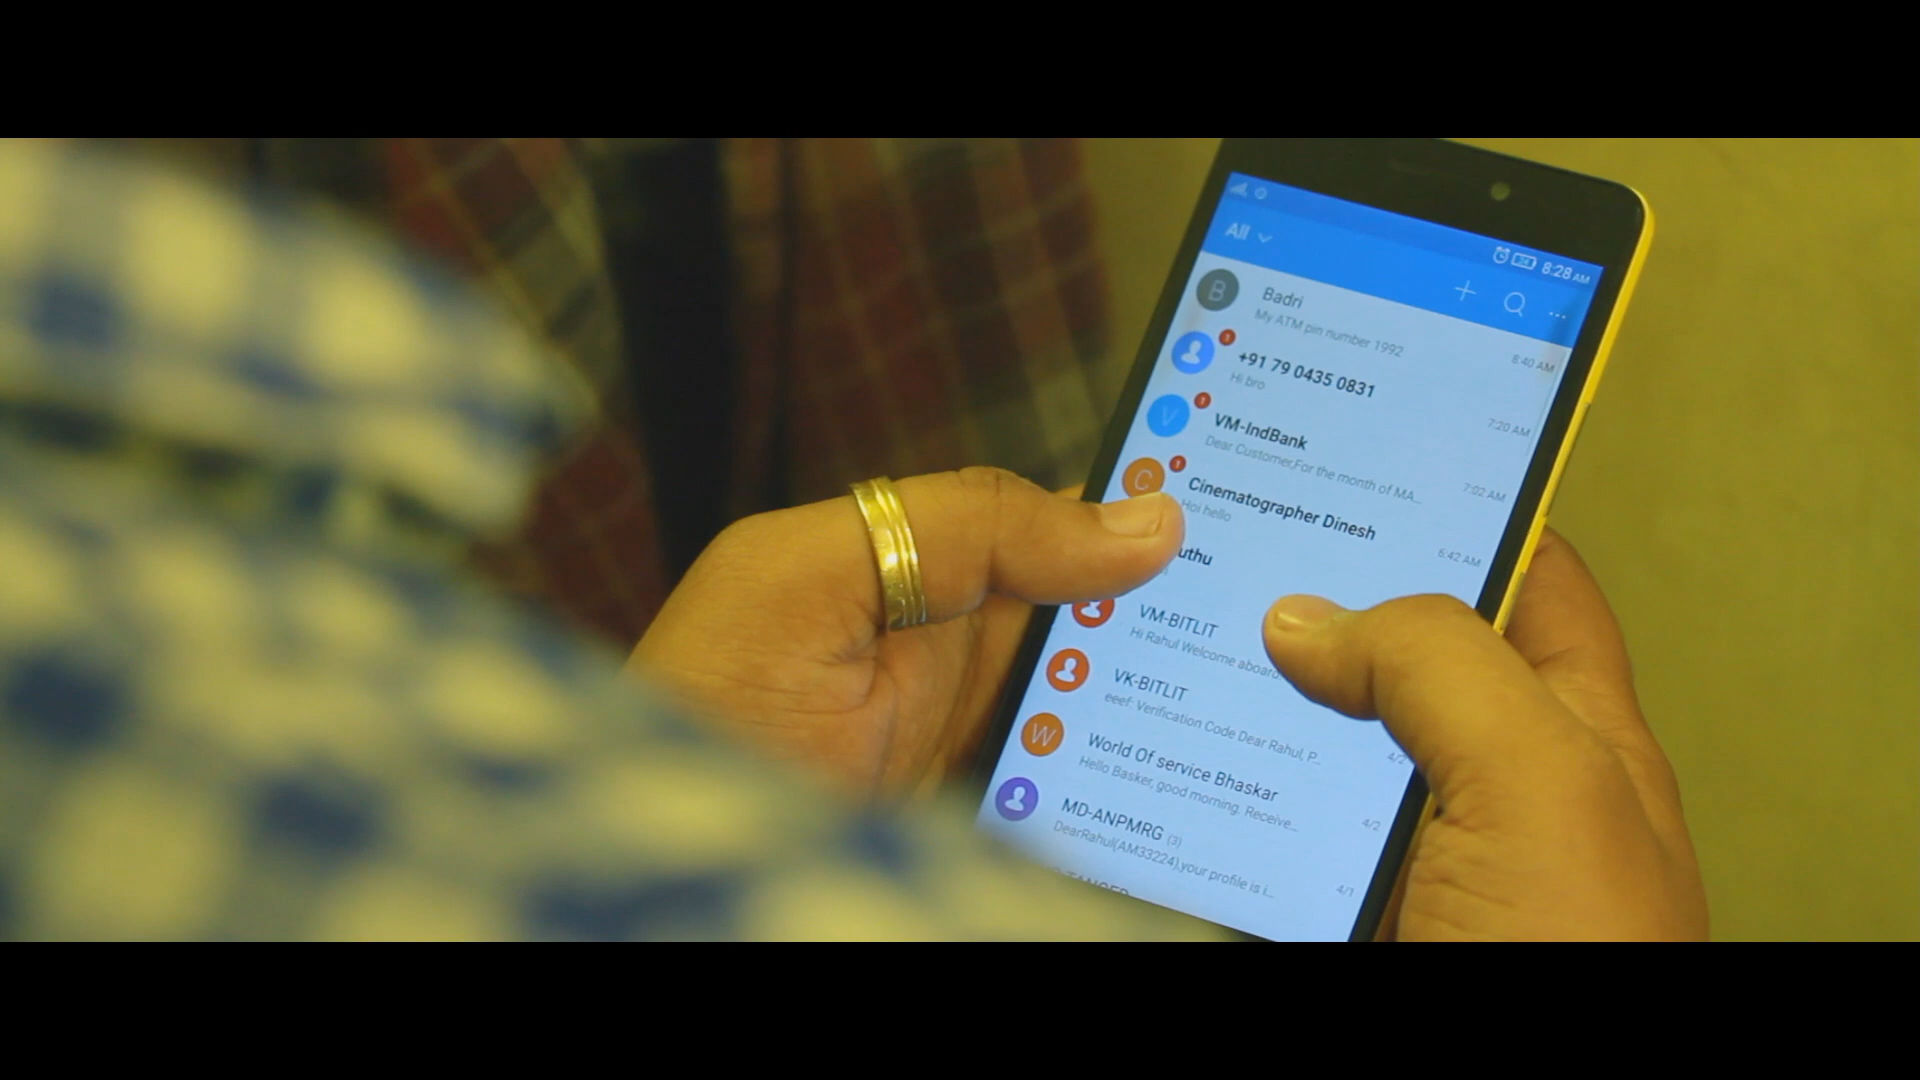 24 8:28 AM
All
B Badri
My ATM pin number 1992
8:40 AM
1 +91 79 0435 0831
Hi bro
7:20 AM
V 1 VM-IndBank
Dear Customer,For the month of MA...
7:02 AM
C 1 Cinematographer Dinesh
Hoi hello
6:42 AM
uthu
VM-BITLIT
Hi Rahul Welcome aboard
VK-BITLIT
eeef: Verification Code Dear Rahul, P...
4/2
W World Of service Bhaskar
Hello Basker, good morning. Receive...
4/2
MD-ANPMRG (3)
DearRahul(AM33224),your profile is i...
4/1